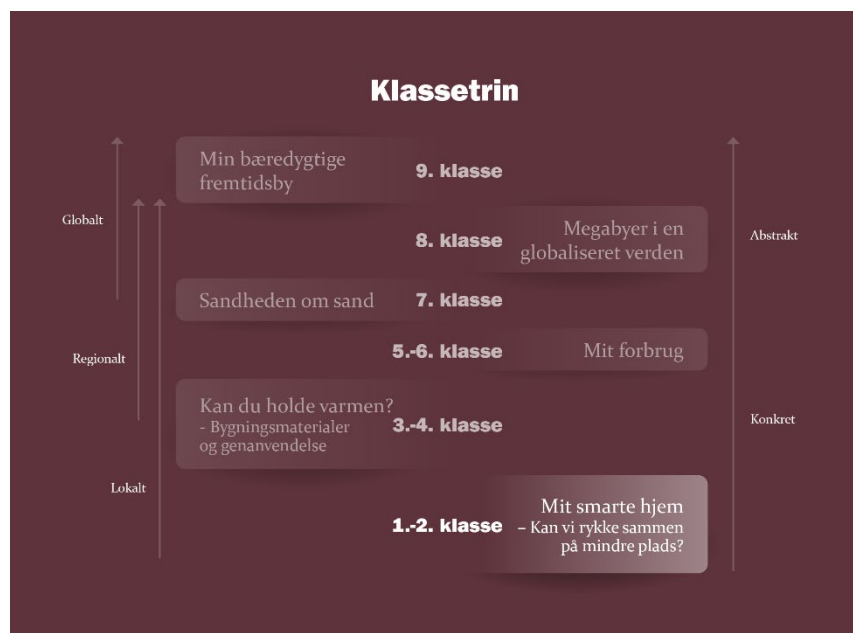 Klassetrin
Min bæredygtige
fremtidsby
9. klasse
Globalt
8. klasse
Megabyer i en
globaliseret verden
Abstrakt
Sandheden om sand
7. klasse
Regionalt
5.-6. klasse
Mit forbrug
Kan du holde varmen?
- Bygningsmaterialer
og genanvendelse
3.-4. klasse
Konkret
Lokalt
1.-2. klasse
Mit smarte hjem
– Kan vi rykke sammen
på mindre plads?